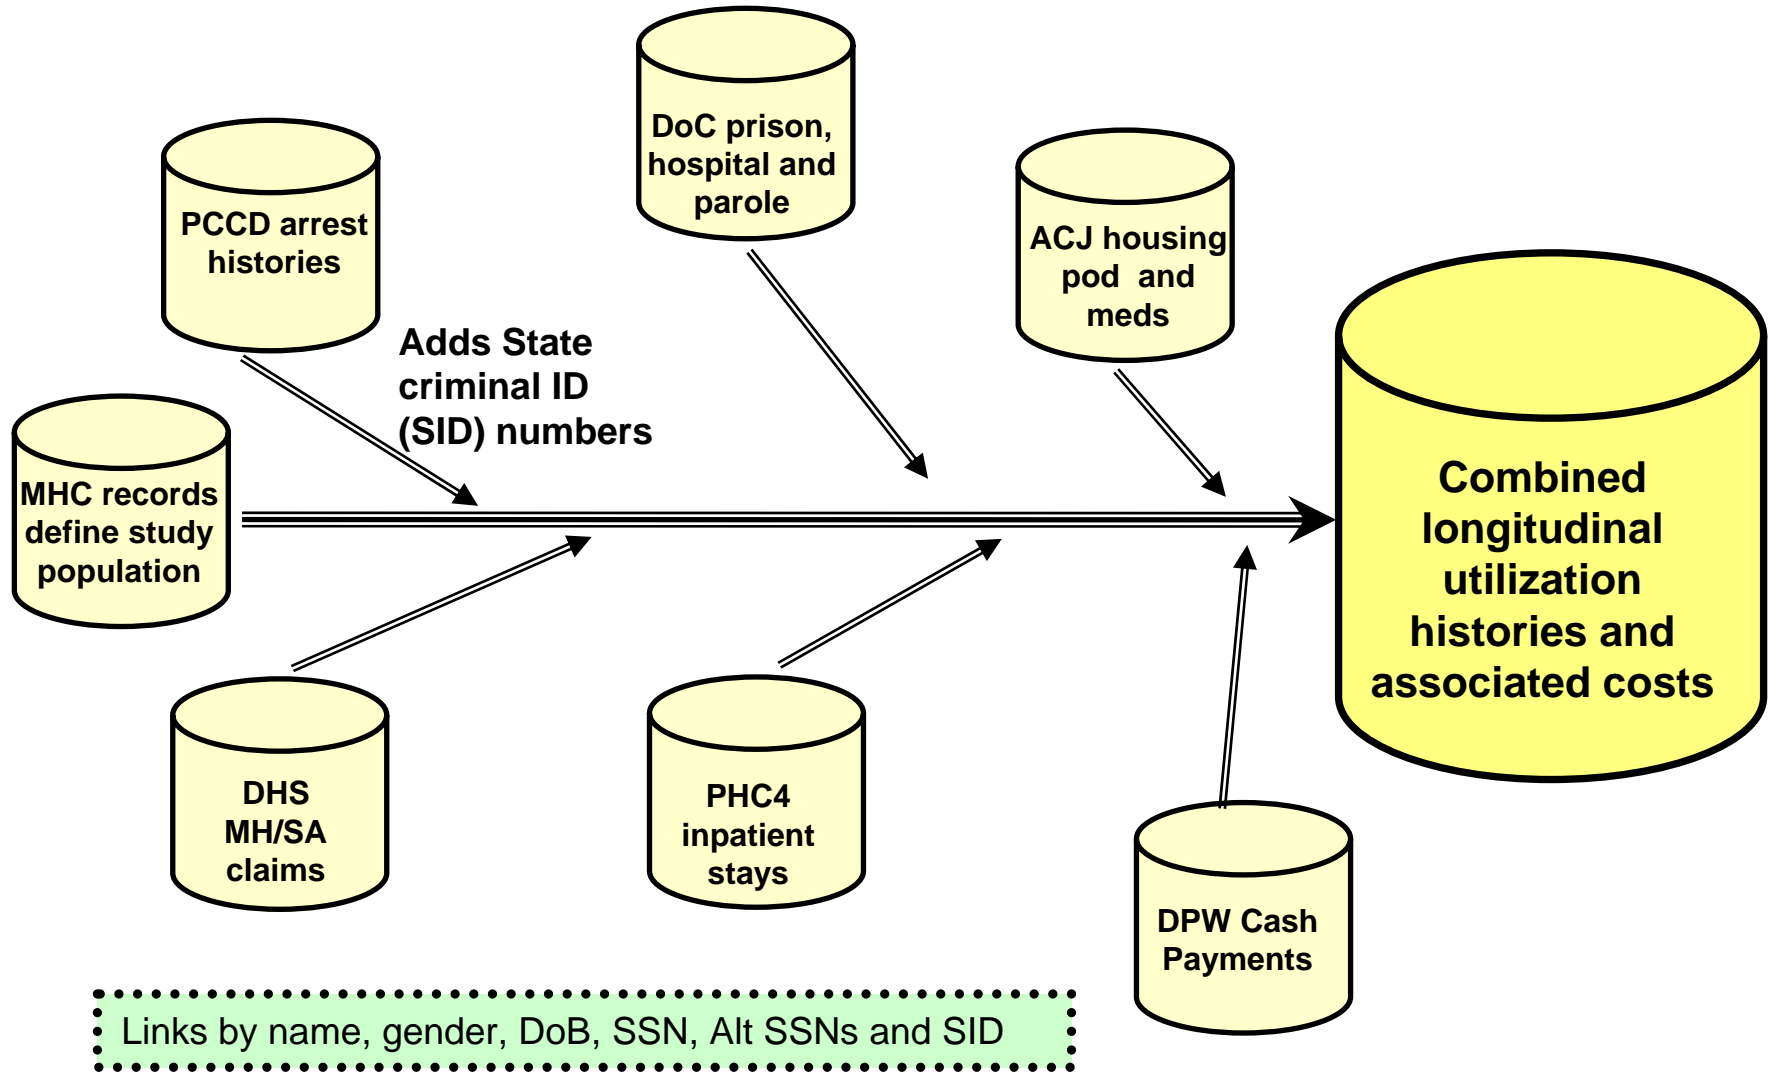 DoC prison,
hospital and
parole
PCCD arrest
histories
ACJ housing
pod and
meds
Adds State
criminal ID
(SID) numbers
MHC records
define study
population
Combined
longitudinal
utilization
histories and
associated costs
DHS
MH/SA
claims
PHC4
inpatient
stays
DPW Cash
Payments
Links by name, gender, DoB, SSN, Alt SSNs and SID